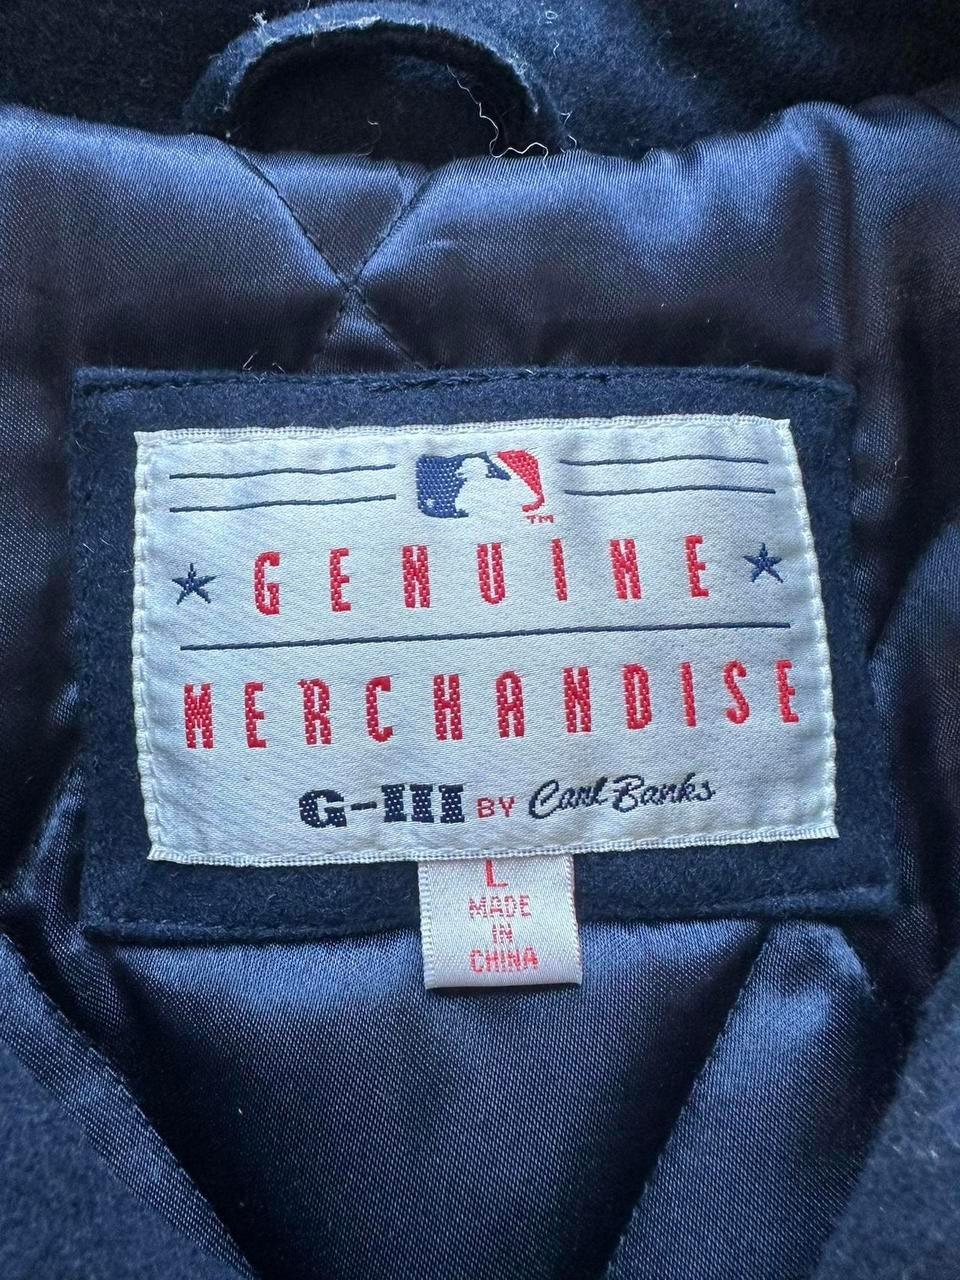 TM
GENUINE
MERCHANDISE
G-III BY Carl Banks
L
MADE
IN
CHINA